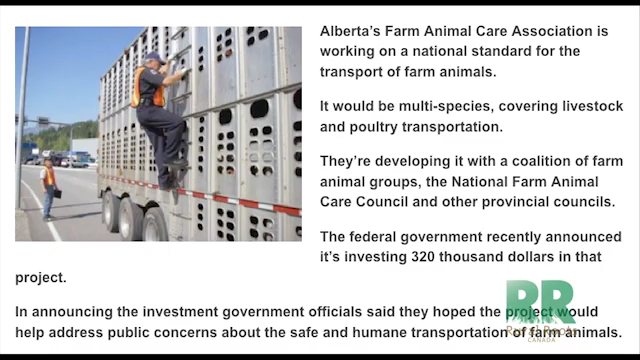 Alberta's Farm Animal Care Association is
working on a national standard for the
transport of farm animals.
It would be multi-species, covering livestock
and poultry transportation.
They're developing it with a coalition of farm
animal groups, the National Farm Animal
Care Council and other provincial councils.
The federal government recently announced
it's investing 320 thousand dollars in that
project.
In announcing the investment government officials said they hoped the project would
help address public concerns about the safe and humane transportation of farm animals.
RR
Rural Roots
CANADA